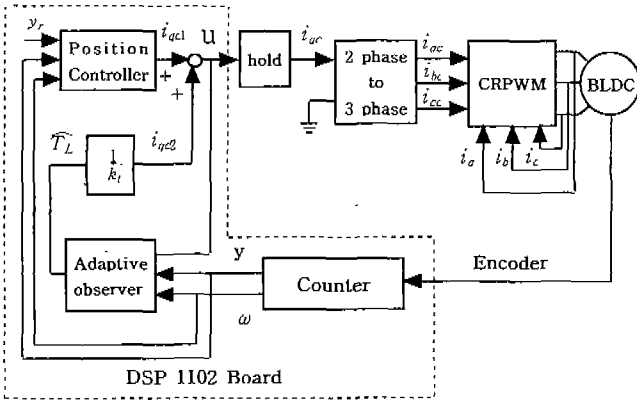 y_r
Position
Controller
i_qc1
+
+
U
hold
i_qc
2 phase
to
3 phase
i_ac
i_bc
i_cc
CRPWM
BLDC
i_a
i_b
i_c
T̂_L
1
k_t
i_qc2
Adaptive
observer
y
ω
Counter
Encoder
DSP 1102 Board